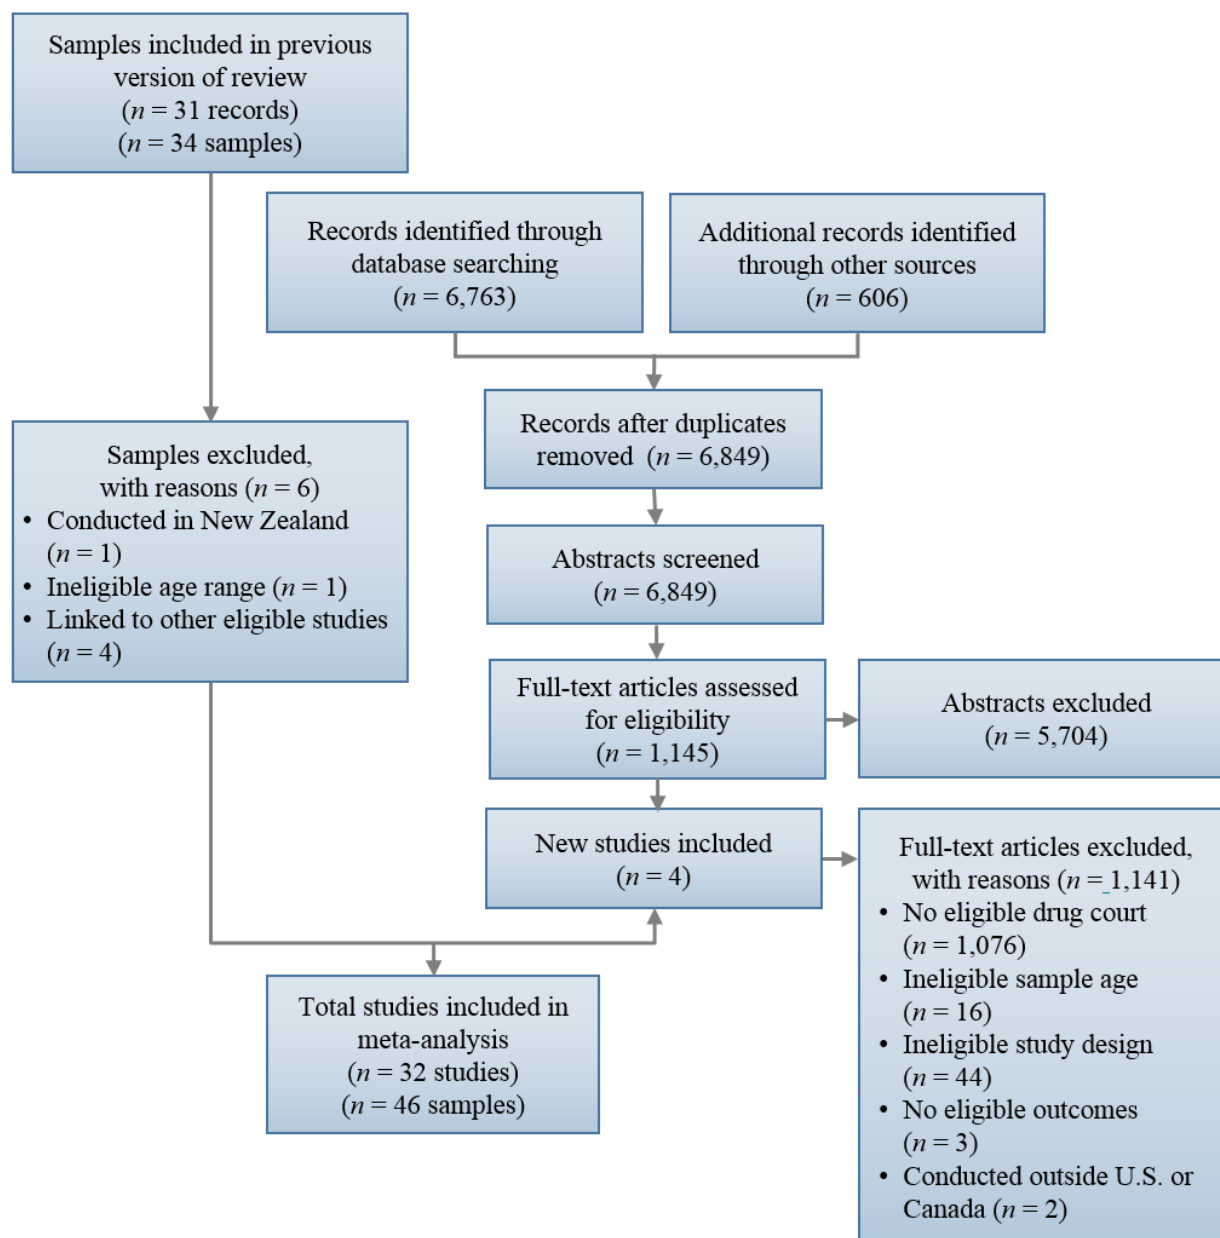 Samples included in previous
version of review
(n = 31 records)
(n = 34 samples)
Records identified through
database searching
(n = 6,763)
Additional records identified
through other sources
(n = 606)
Records after duplicates
removed (n = 6,849)
Samples excluded,
with reasons (n = 6)
• Conducted in New Zealand
(n = 1)
• Ineligible age range (n = 1)
• Linked to other eligible studies
(n = 4)
Abstracts screened
(n = 6,849)
Full-text articles assessed
for eligibility
(n = 1,145)
Abstracts excluded
(n = 5,704)
New studies included
(n = 4)
Full-text articles excluded,
with reasons (n = 1,141)
• No eligible drug court
(n = 1,076)
• Ineligible sample age
(n = 16)
• Ineligible study design
(n = 44)
• No eligible outcomes
(n = 3)
• Conducted outside U.S. or
Canada (n = 2)
Total studies included in
meta-analysis
(n = 32 studies)
(n = 46 samples)